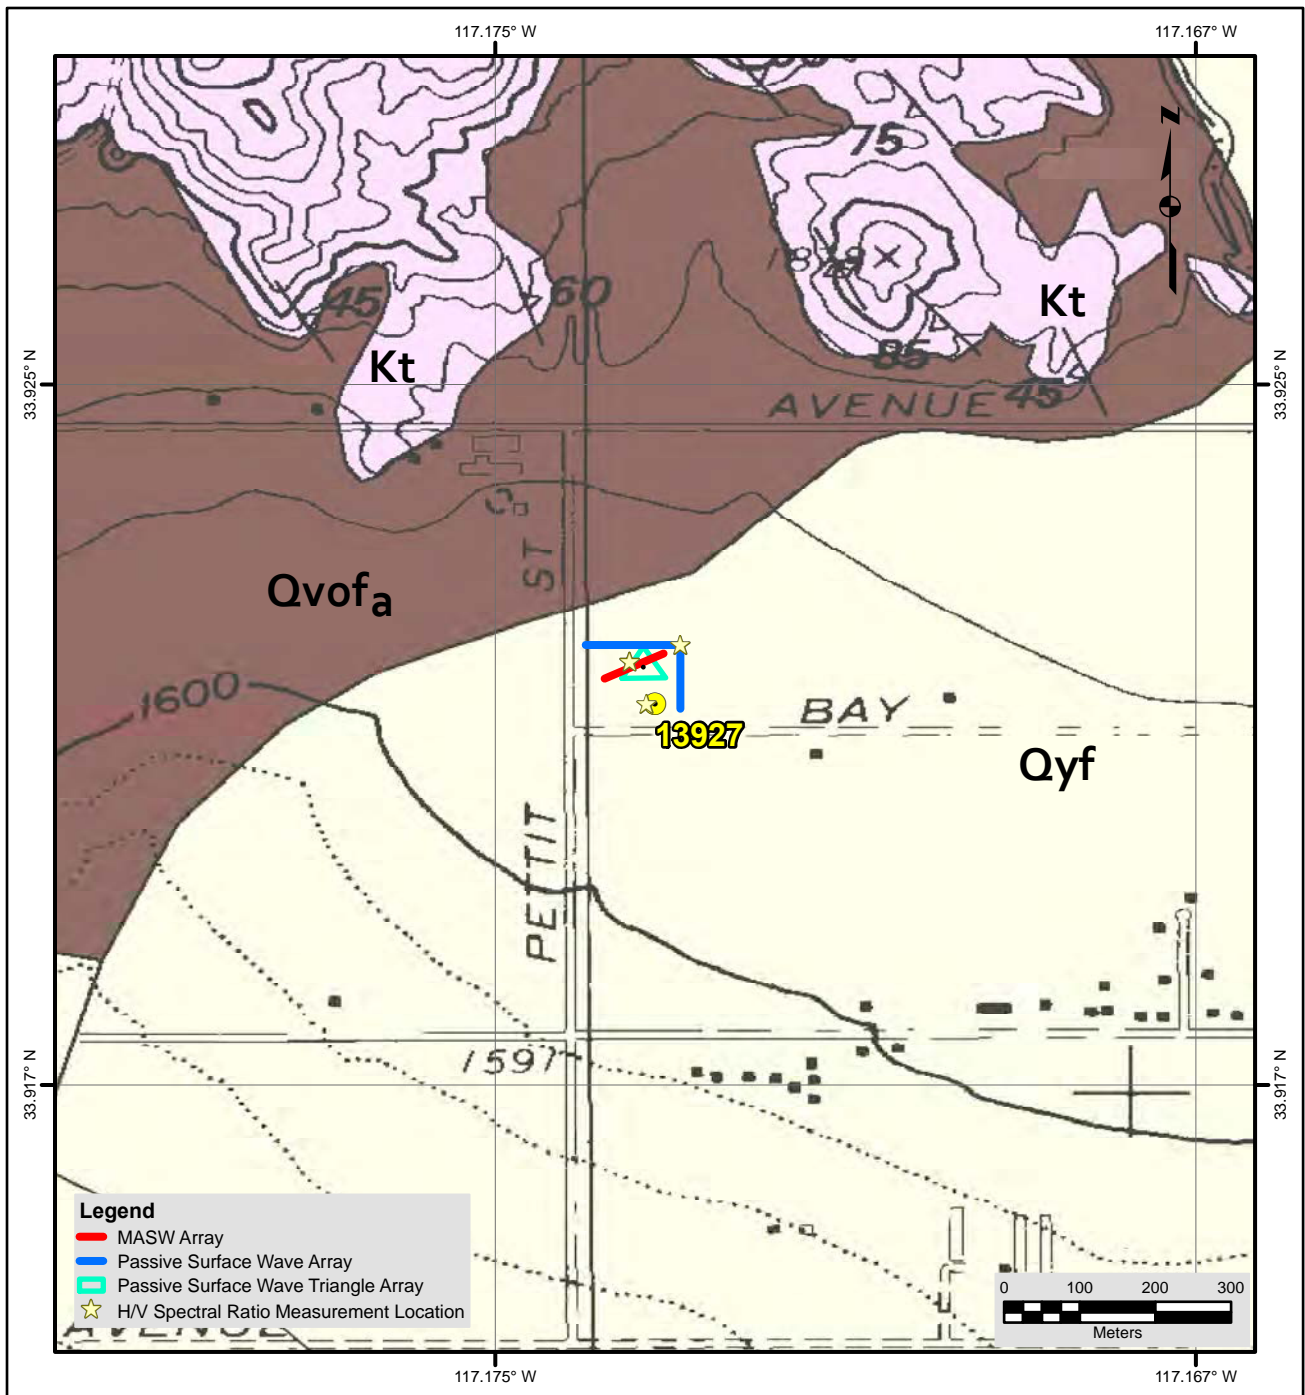 117.175° W
117.167° W
N
75
45
60
Kt
Kt
85
33.925° N
33.925° N
AVENUE 45
ST
Qvofa
1600
BAY
13927
Qyf
PETTIT
1597
33.917° N
33.917° N
Legend
MASW Array
Passive Surface Wave Array
Passive Surface Wave Triangle Array
H/V Spectral Ratio Measurement Location
AVENUE
0 100 200 300
Meters
117.175° W
117.167° W